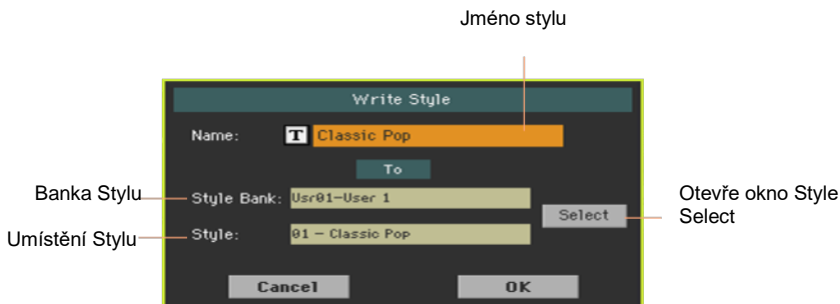 Jméno stylu
Write Style
Name: T Classic Pop
To
Banka Stylu
Style Bank: Usr01-User 1
Select
Otevře okno Style
Select
Umístění Stylu
Style: 01 - Classic Pop
Cancel OK